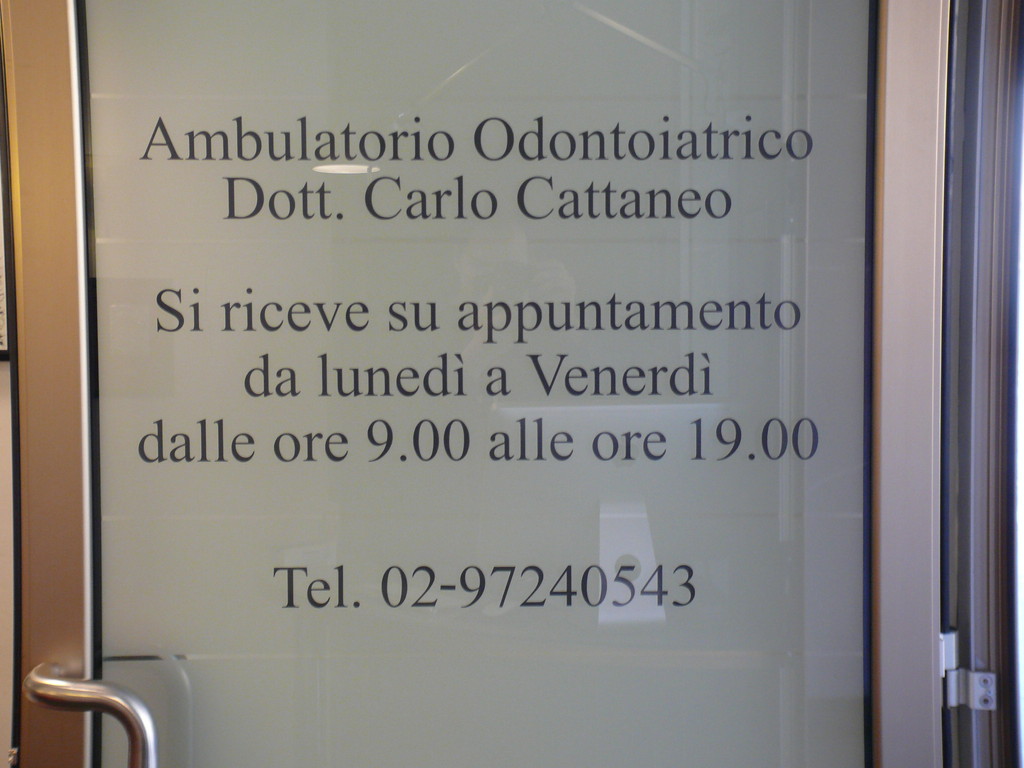 Ambulatorio Odontoiatrico
Dott. Carlo Cattaneo
Si riceve su appuntamento
da lunedì a Venerdì
dalle ore 9.00 alle ore 19.00
Tel. 02-97240543